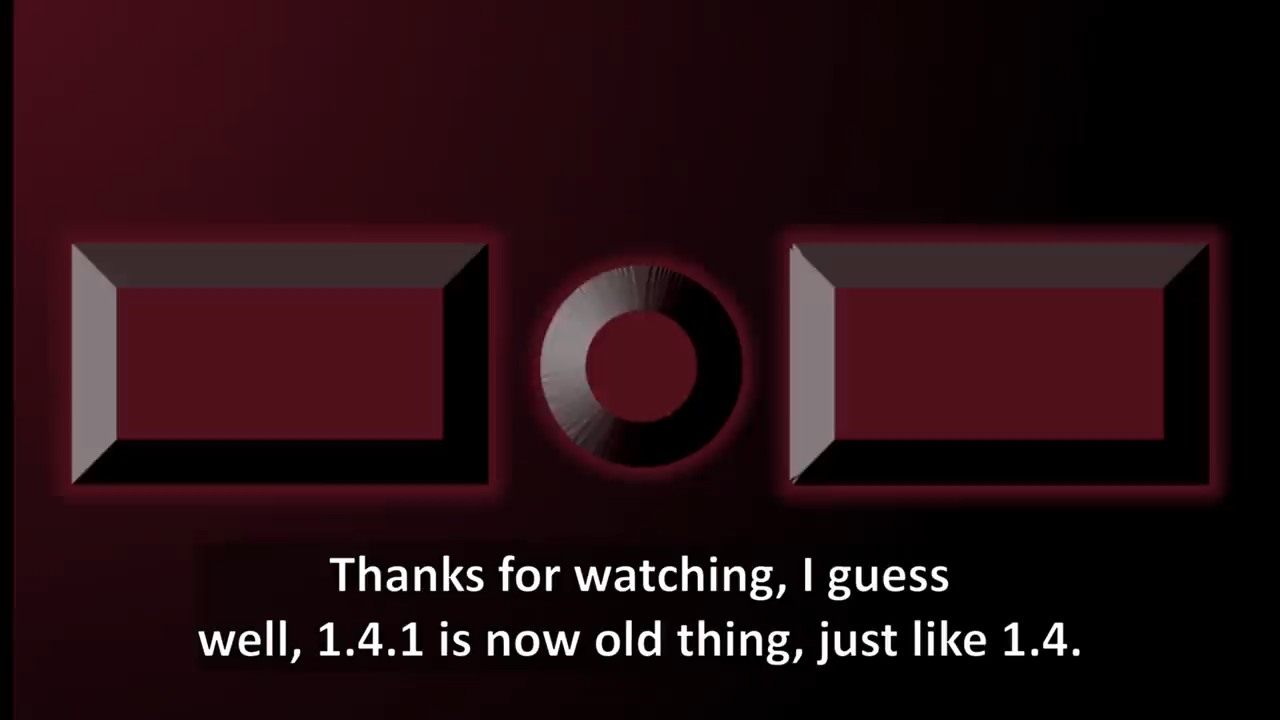 Thanks for watching, I guess
well, 1.4.1 is now old thing, just like 1.4.